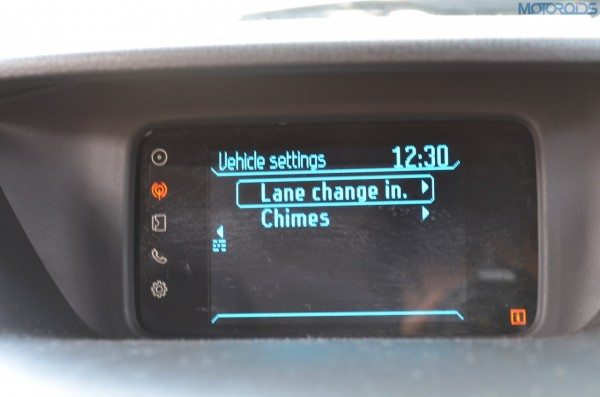 MOTOROIDS
Vehicle settings 12:30
Lane change in.
Chimes